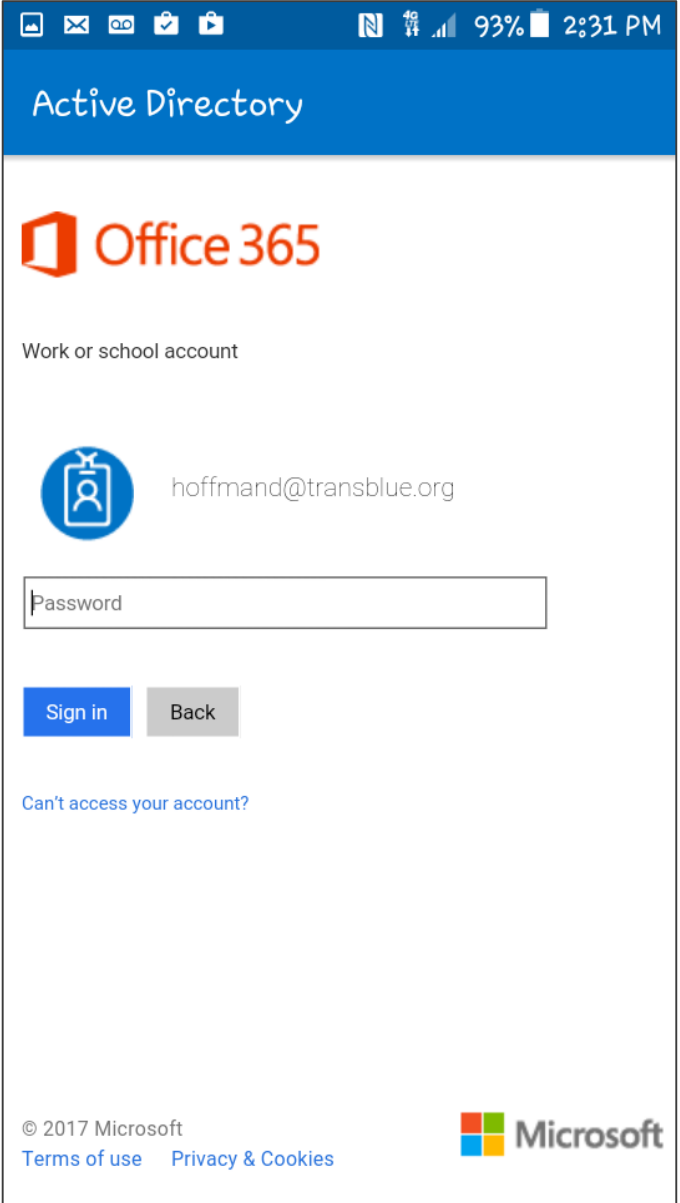 4G 93% 2:31 PM
Active Directory
Office 365
Work or school account
hoffmand@transblue.org
Password
Sign in Back
Can't access your account?
© 2017 Microsoft
Microsoft
Terms of use Privacy & Cookies